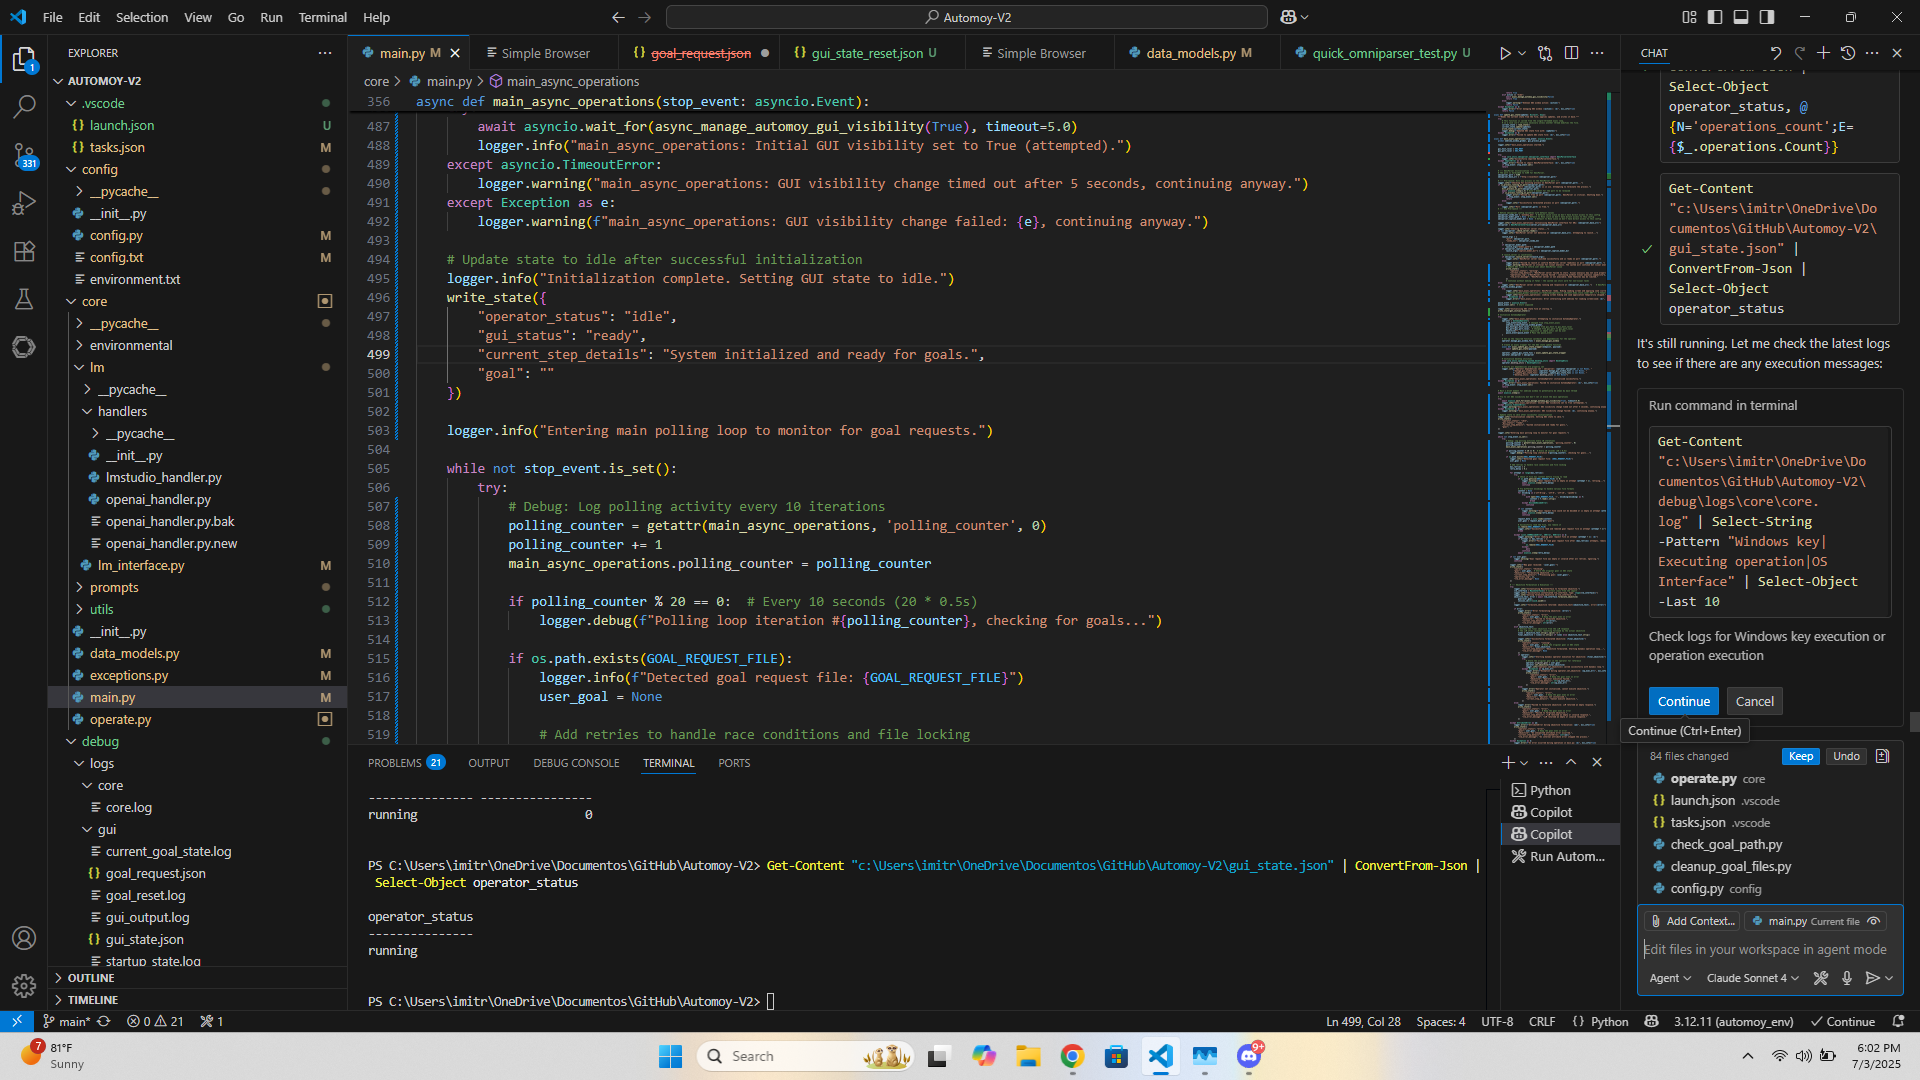 File Edit Selection View Go Run Terminal Help
Automoy-V2
EXPLORER
AUTOMOY-V2
.vscode
launch.json U
tasks.json M
config
__pycache__
__init__.py
config.py M
config.txt M
environment.txt
core
__pycache__
environmental
lm
__pycache__
handlers
__pycache__
__init__.py
lmstudio_handler.py
openai_handler.py
openai_handler.py.bak
openai_handler.py.new
lm_interface.py M
prompts
utils
__init__.py
data_models.py M
exceptions.py M
main.py M
operate.py
debug
logs
core
core.log
gui
current_goal_state.log
goal_request.json
goal_reset.log
gui_output.log
gui_state.json
startup_state.log
OUTLINE
TIMELINE
main.py M
Simple Browser
goal_request.json
gui_state_reset.json U
Simple Browser
data_models.py M
quick_omniparser_test.py U
core > main.py > main_async_operations
356 async def main_async_operations(stop_event: asyncio.Event):
487 await asyncio.wait_for(async_manage_automoy_gui_visibility(True), timeout=5.0)
488 logger.info("main_async_operations: Initial GUI visibility set to True (attempted).")
489 except asyncio.TimeoutError:
490 logger.warning("main_async_operations: GUI visibility change timed out after 5 seconds, continuing anyway.")
491 except Exception as e:
492 logger.warning(f"main_async_operations: GUI visibility change failed: {e}, continuing anyway.")
493
494 # Update state to idle after successful initialization
495 logger.info("Initialization complete. Setting GUI state to idle.")
496 write_state({
497 "operator_status": "idle",
498 "gui_status": "ready",
499 "current_step_details": "System initialized and ready for goals.",
500 "goal": ""
501 })
502
503 logger.info("Entering main polling loop to monitor for goal requests.")
504
505 while not stop_event.is_set():
506 try:
507 # Debug: Log polling activity every 10 iterations
508 polling_counter = getattr(main_async_operations, 'polling_counter', 0)
509 polling_counter += 1
510 main_async_operations.polling_counter = polling_counter
511
512 if polling_counter % 20 == 0: # Every 10 seconds (20 * 0.5s)
513 logger.debug(f"Polling loop iteration #{polling_counter}, checking for goals...")
514
515 if os.path.exists(GOAL_REQUEST_FILE):
516 logger.info(f"Detected goal request file: {GOAL_REQUEST_FILE}")
517 user_goal = None
518
519 # Add retries to handle race conditions and file locking
PROBLEMS 21 OUTPUT DEBUG CONSOLE TERMINAL PORTS
--------------- ----------------
running 0
PS C:\Users\imitr\OneDrive\Documentos\GitHub\Automoy-V2> Get-Content "c:\Users\imitr\OneDrive\Documentos\GitHub\Automoy-V2\gui_state.json" | ConvertFrom-Json |
Select-Object operator_status
operator_status
---------------
running
PS C:\Users\imitr\OneDrive\Documentos\GitHub\Automoy-V2>
Python
Copilot
Copilot
Run Autom...
CHAT
Select-Object
operator_status, @
{N='operations_count';E=
{$_.operations.Count}}
Get-Content
"c:\Users\imitr\OneDrive\Do
cumentos\GitHub\Automoy-V2\
gui_state.json" |
ConvertFrom-Json |
Select-Object
operator_status
It's still running. Let me check the latest logs
to see if there are any execution messages:
Run command in terminal
Get-Content
"c:\Users\imitr\OneDrive\Do
cumentos\GitHub\Automoy-V2\
debug\logs\core\core.
log" | Select-String
-Pattern "Windows key|
Executing operation|OS
Interface" | Select-Object
-Last 10
Check logs for Windows key execution or
operation execution
Continue Cancel
Continue (Ctrl+Enter)
84 files changed Keep Undo
operate.py core
launch.json .vscode
tasks.json .vscode
check_goal_path.py
cleanup_goal_files.py
config.py config
Add Context... main.py Current file
Edit files in your workspace in agent mode
Agent Claude Sonnet 4
1
331
main* 0 21 1
Ln 499, Col 28 Spaces: 4 UTF-8 CRLF Python 3.12.11 (automoy_env) Continue
7
81°F
Sunny
Search
9+
6:02 PM
7/3/2025